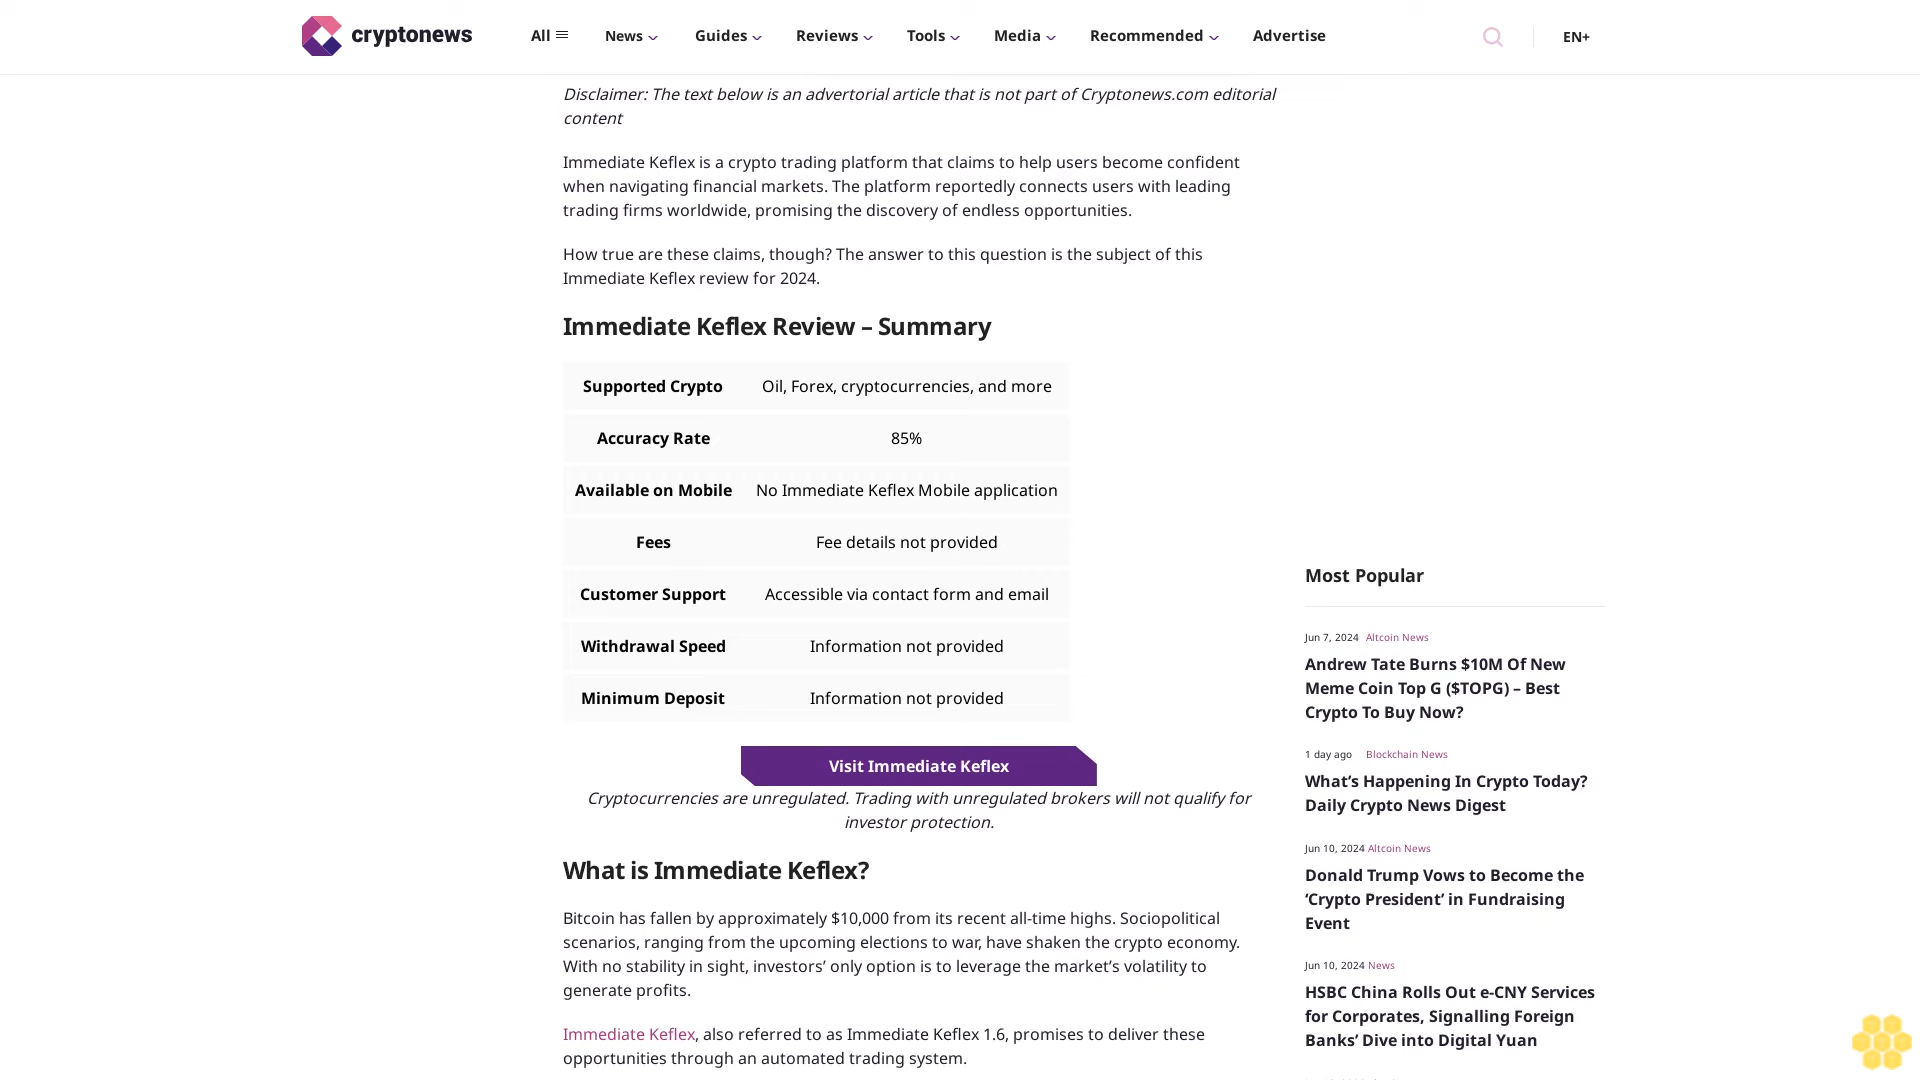 cryptonews
All
News
Guides
Reviews
Tools
Media
Recommended
Advertise
EN+
Disclaimer: The text below is an advertorial article that is not part of Cryptonews.com editorial
content
Immediate Keflex is a crypto trading platform that claims to help users become confident
when navigating financial markets. The platform reportedly connects users with leading
trading firms worldwide, promising the discovery of endless opportunities.
How true are these claims, though? The answer to this question is the subject of this
Immediate Keflex review for 2024.
Immediate Keflex Review – Summary
Supported Crypto Oil, Forex, cryptocurrencies, and more
Accuracy Rate 85%
Available on Mobile No Immediate Keflex Mobile application
Fees Fee details not provided
Customer Support Accessible via contact form and email
Withdrawal Speed Information not provided
Minimum Deposit Information not provided
Visit Immediate Keflex
Cryptocurrencies are unregulated. Trading with unregulated brokers will not qualify for
investor protection.
What is Immediate Keflex?
Bitcoin has fallen by approximately $10,000 from its recent all-time highs. Sociopolitical
scenarios, ranging from the upcoming elections to war, have shaken the crypto economy.
With no stability in sight, investors’ only option is to leverage the market’s volatility to
generate profits.
Immediate Keflex, also referred to as Immediate Keflex 1.6, promises to deliver these
opportunities through an automated trading system.
Most Popular
Jun 7, 2024 Altcoin News
Andrew Tate Burns $10M Of New
Meme Coin Top G ($TOPG) – Best
Crypto To Buy Now?
1 day ago Blockchain News
What’s Happening In Crypto Today?
Daily Crypto News Digest
Jun 10, 2024 Altcoin News
Donald Trump Vows to Become the
‘Crypto President’ in Fundraising
Event
Jun 10, 2024 News
HSBC China Rolls Out e-CNY Services
for Corporates, Signalling Foreign
Banks’ Dive into Digital Yuan